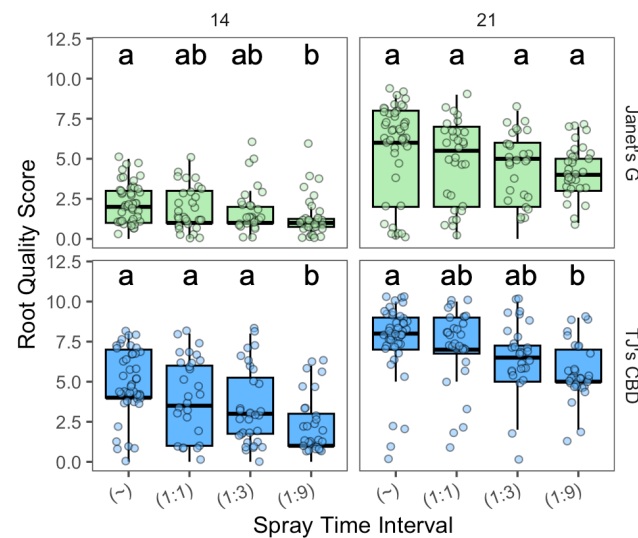 14 21
12.5 a ab ab b a a a a
10.0
7.5
5.0
2.5
0.0
Janet's G
Root Quality Score
12.5 a a a b a ab ab b
10.0
7.5
5.0
2.5
0.0
TJ's CBD
(~) (1:1) (1:3) (1:9) (~) (1:1) (1:3) (1:9)
Spray Time Interval